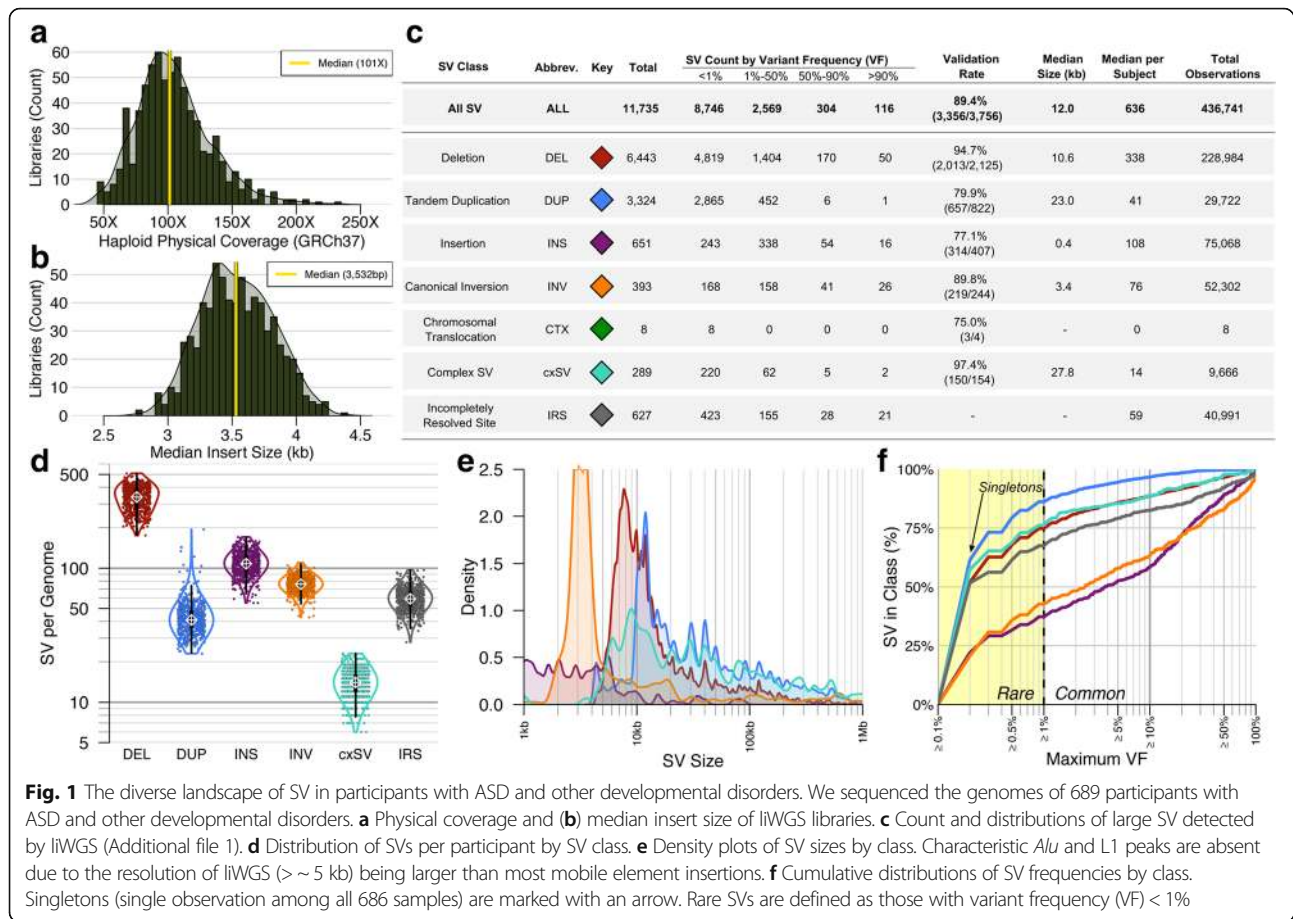 a
60
50
40
30
20
10
0
Libraries (Count)
Median (101X)
50X 100X 150X 200X 250X
Haploid Physical Coverage (GRCh37)
b
50
40
30
20
10
0
Libraries (Count)
Median (3,532bp)
2.5 3 3.5 4 4.5
Median Insert Size (kb)
c
SV Class Abbrev. Key Total SV Count by Variant Frequency (VF) Validation Rate Median Size (kb) Median per Subject Total Observations
<1% 1%-50% 50%-90% >90%
All SV ALL 11,735 8,746 2,569 304 116 89.4% (3,356/3,756) 12.0 636 436,741
Deletion DEL 6,443 4,819 1,404 170 50 94.7% (2,013/2,125) 10.6 338 228,984
Tandem Duplication DUP 3,324 2,865 452 6 1 79.9% (657/822) 23.0 41 29,722
Insertion INS 651 243 338 54 16 77.1% (314/407) 0.4 108 75,068
Canonical Inversion INV 393 168 158 41 26 89.8% (219/244) 3.4 76 52,302
Chromosomal Translocation CTX 8 8 0 0 0 75.0% (3/4) - 0 8
Complex SV cxSV 289 220 62 5 2 97.4% (150/154) 27.8 14 9,666
Incompletely Resolved Site IRS 627 423 155 28 21 - - 59 40,991
d
500
100
50
10
5
SV per Genome
DEL DUP INS INV cxSV IRS
e
2.5
2.0
1.5
1.0
0.5
0.0
Density
1kb 10kb 100kb 1Mb
SV Size
f
100%
75%
50%
25%
0%
SV in Class (%)
Singletons
Rare Common
≥ 0.1% ≥ 0.5% ≥ 1% ≥ 5% ≥ 10% ≥ 50% 100%
Maximum VF
Fig. 1 The diverse landscape of SV in participants with ASD and other developmental disorders. We sequenced the genomes of 689 participants with
ASD and other developmental disorders. a Physical coverage and (b) median insert size of liWGS libraries. c Count and distributions of large SV detected
by liWGS (Additional file 1). d Distribution of SVs per participant by SV class. e Density plots of SV sizes by class. Characteristic Alu and L1 peaks are absent
due to the resolution of liWGS (> ~ 5 kb) being larger than most mobile element insertions. f Cumulative distributions of SV frequencies by class.
Singletons (single observation among all 686 samples) are marked with an arrow. Rare SVs are defined as those with variant frequency (VF) < 1%